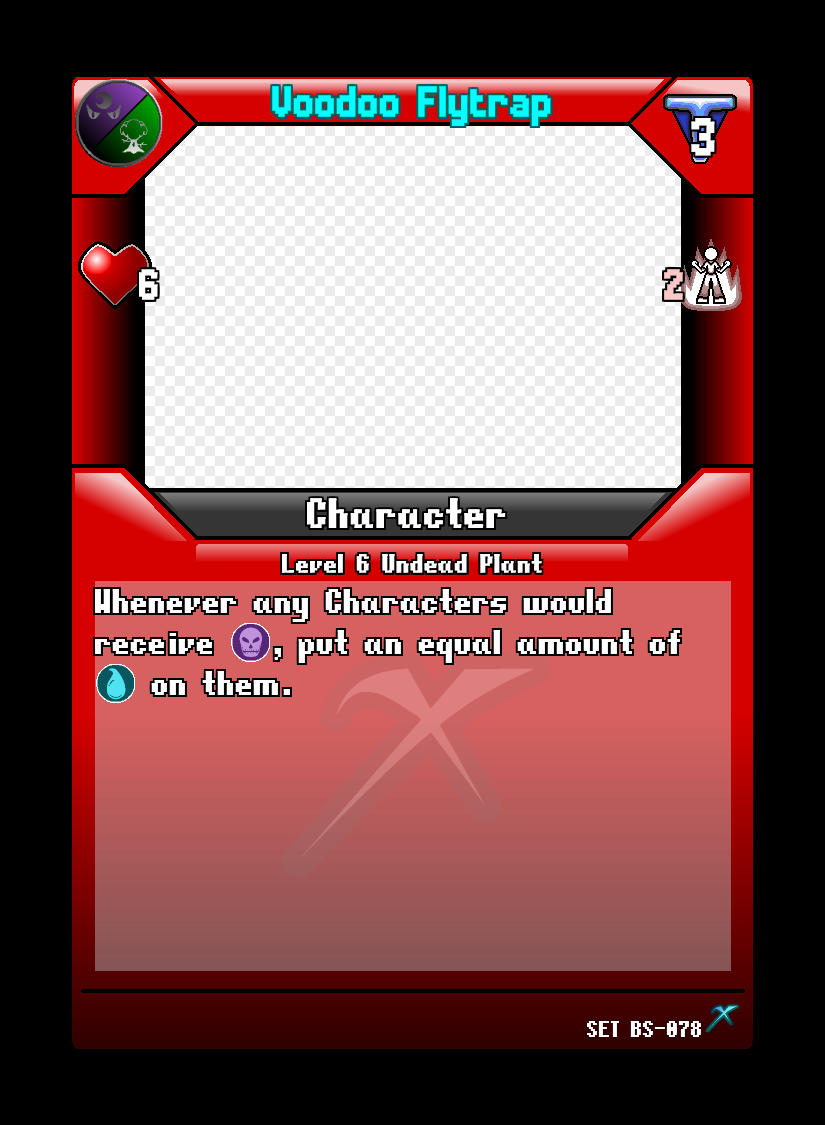 Voodoo Flytrap
3
6
2
Character
Level 6 Undead Plant
Whenever any Characters would
receive , put an equal amount of
on them.
SET BS-078